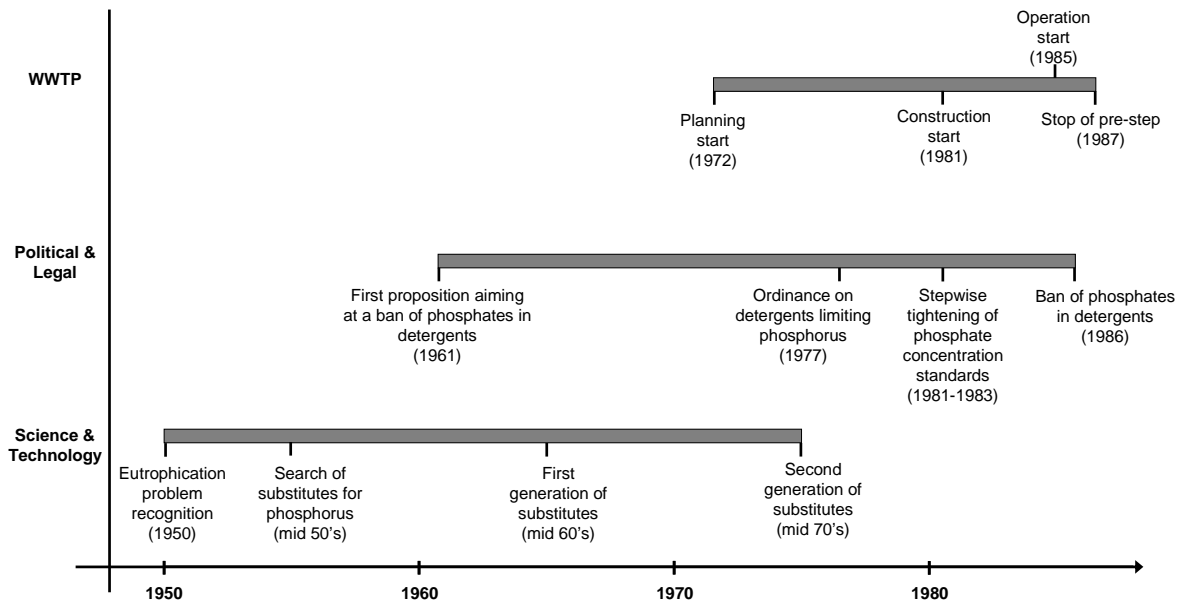 WWTP
Operation
start
(1985)
Planning
start
(1972)
Construction
start
(1981)
Stop of pre-step
(1987)
Political &
Legal
First proposition aiming
at a ban of phosphates in
detergents
(1961)
Ordinance on
detergents limiting
phosphorus
(1977)
Stepwise
tightening of
phosphate
concentration
standards
(1981-1983)
Ban of phosphates
in detergents
(1986)
Science &
Technology
Eutrophication
problem
recognition
(1950)
Search of
substitutes for
phosphorus
(mid 50's)
First
generation of
substitutes
(mid 60's)
Second
generation of
substitutes
(mid 70's)
1950
1960
1970
1980